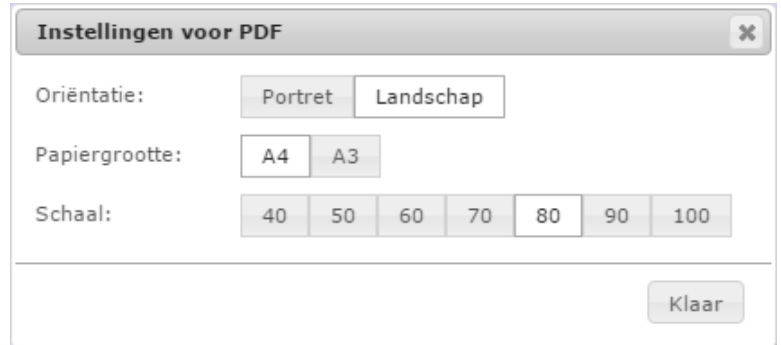 Instellingen voor PDF
Oriëntatie: Portret Landschap
Papiergrootte: A4 A3
Schaal: 40 50 60 70 80 90 100
Klaar